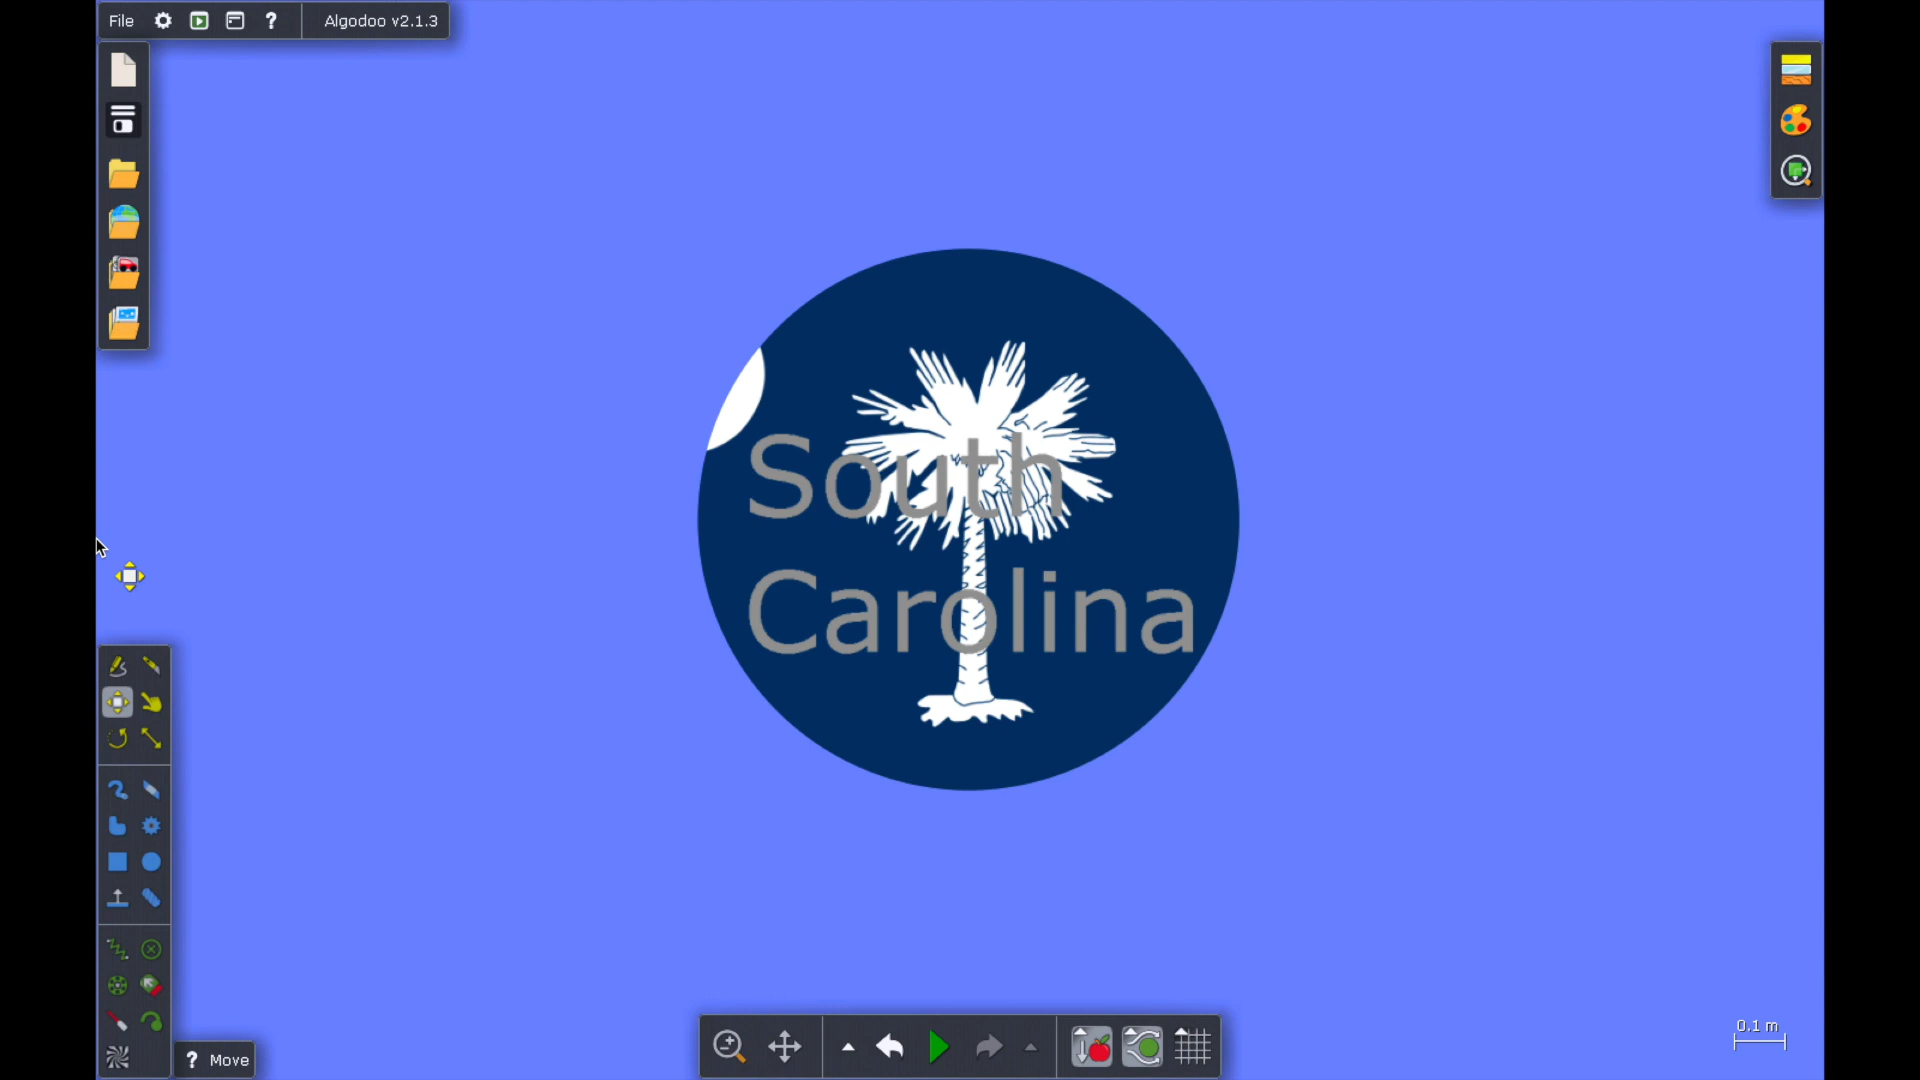 File ? Algodoo v2.1.3
South
Carolina
0.1 m
? Move